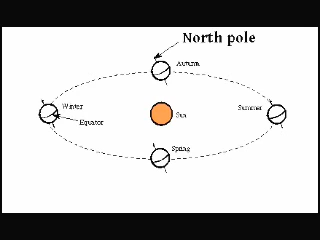 North pole
Autumn
Winter
Equator
Sun
Summer
Spring